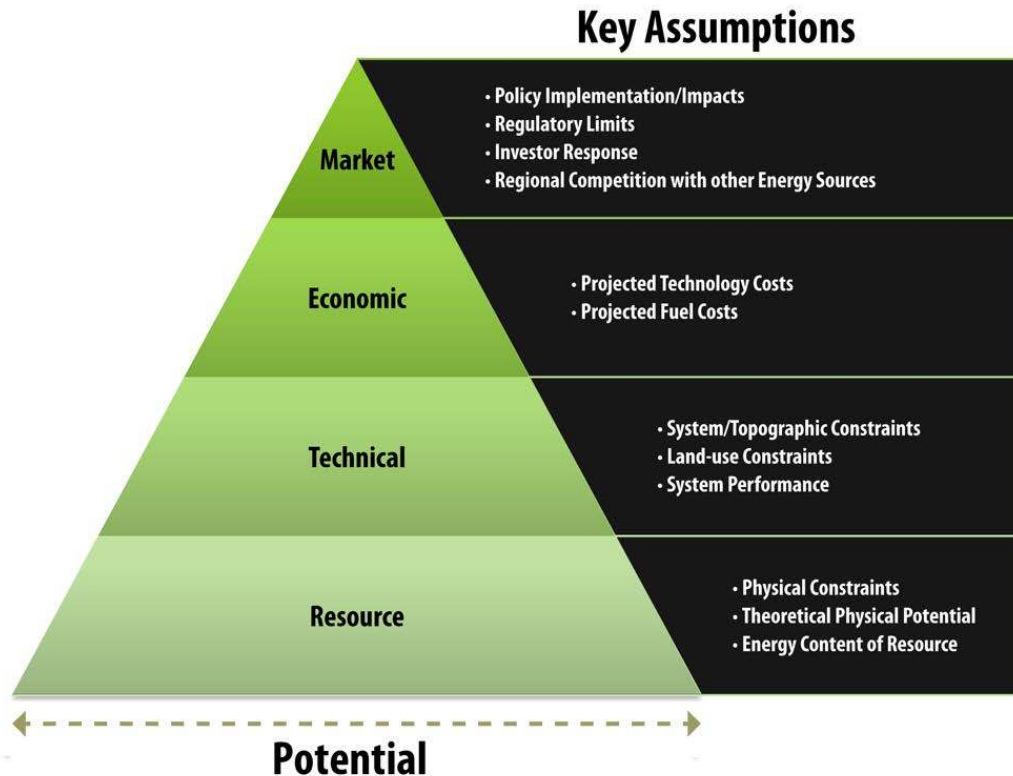 Key Assumptions
Market
• Policy Implementation/Impacts
• Regulatory Limits
• Investor Response
• Regional Competition with other Energy Sources
Economic
• Projected Technology Costs
• Projected Fuel Costs
Technical
• System/Topographic Constraints
• Land-use Constraints
• System Performance
Resource
• Physical Constraints
• Theoretical Physical Potential
• Energy Content of Resource
Potential